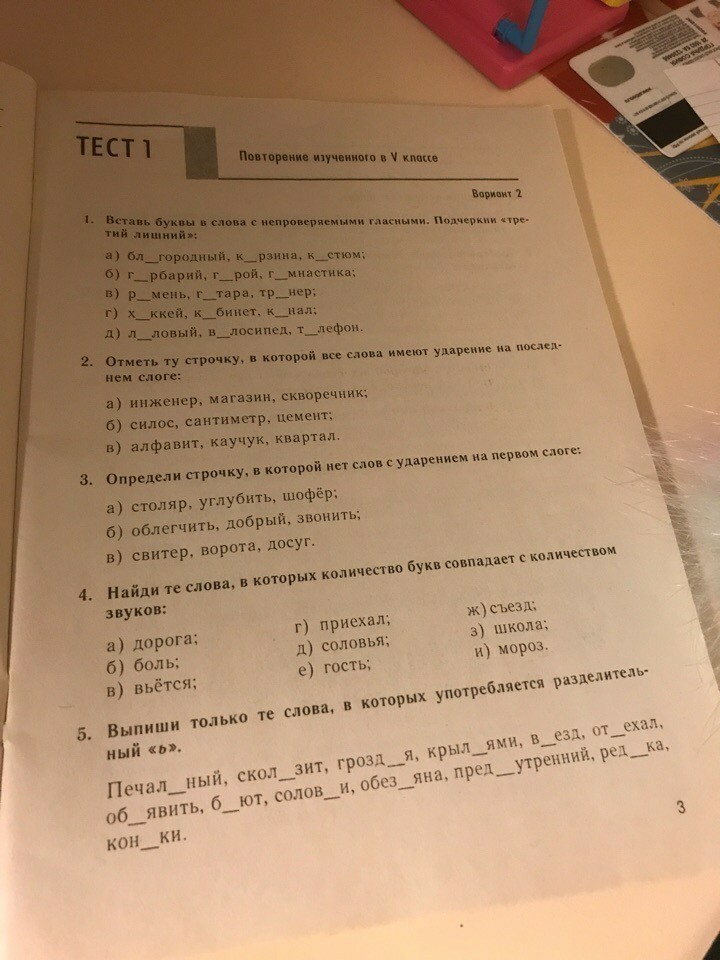 ТЕСТ 1
Повторение изученного в V классе
Вариант 2
1. Вставь буквы в слова с непроверяемыми гласными. Подчеркни «тре-
тий лишний»:
а) бл__городный, к__рзина, к__стюм;
б) г__рбарий, г__рой, г__мнастика;
в) р__мень, г__тара, тр__нер;
г) х__ккей, к__бинет, к__нал;
д) л__ловый, в__лосипед, т__лефон.
2. Отметь ту строчку, в которой все слова имеют ударение на послед-
нем слоге:
а) инженер, магазин, скворечник;
б) силос, сантиметр, цемент;
в) алфавит, каучук, квартал.
3. Определи строчку, в которой нет слов с ударением на первом слоге:
а) столяр, углубить, шофёр;
б) облегчить, добрый, звонить;
в) свитер, ворота, досуг.
4. Найди те слова, в которых количество букв совпадает с количеством
звуков:
а) дорога;
б) боль;
в) вьётся;
г) приехал;
д) соловья;
е) гость;
ж) съезд;
з) школа;
и) мороз.
5. Выпиши только те слова, в которых употребляется разделитель-
ный «ь».
Печал__ный, скол__зит, грозд__я, крыл__ями, в__езд, от__ехал,
об__явить, б__ют, солов__и, обез__яна, пред__утренний, ред__ка,
кон__ки.
3